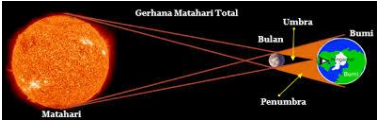 Gerhana Matahari Total
Umbra
Bulan
Bumi
Bumi
Penumbra
Matahari